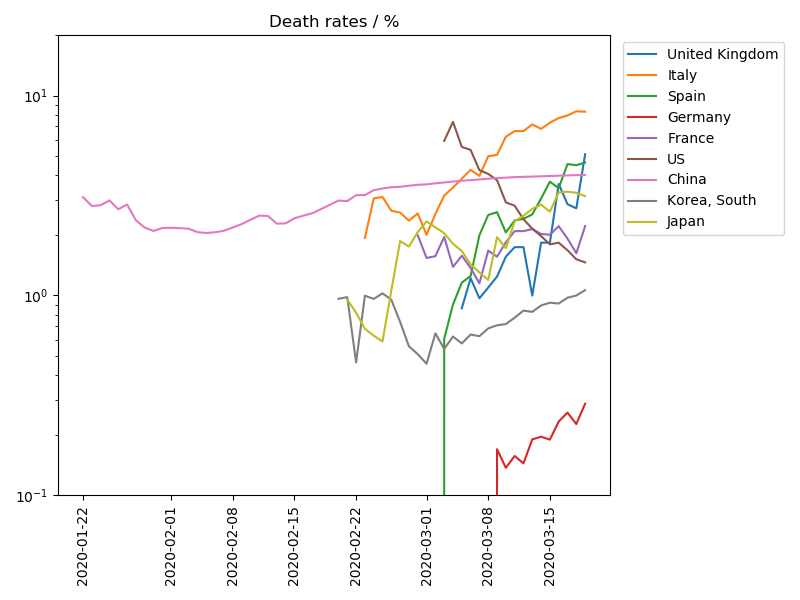 Death rates / %
10¹
10⁰
10⁻¹
2020-01-22
2020-02-01
2020-02-08
2020-02-15
2020-02-22
2020-03-01
2020-03-08
2020-03-15
United Kingdom
Italy
Spain
Germany
France
US
China
Korea, South
Japan